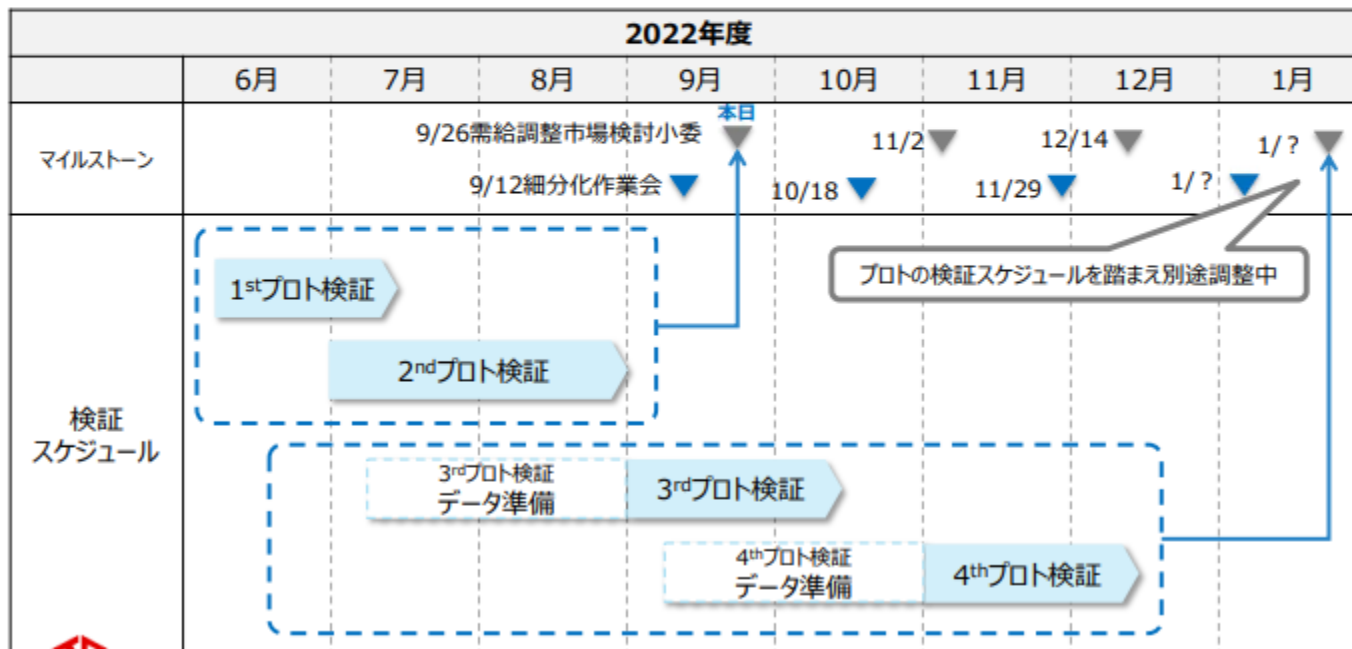 2022年度
6月 7月 8月 9月 10月 11月 12月 1月
マイルストーン
本日
9/26需給調整市場検討小委
11/2
12/14
1/？
9/12細分化作業会
10/18
11/29
1/？
プロトの検証スケジュールを踏まえ別途調整中
検証
スケジュール
1stプロト検証
2ndプロト検証
3rdプロト検証
データ準備
3rdプロト検証
4thプロト検証
データ準備
4thプロト検証